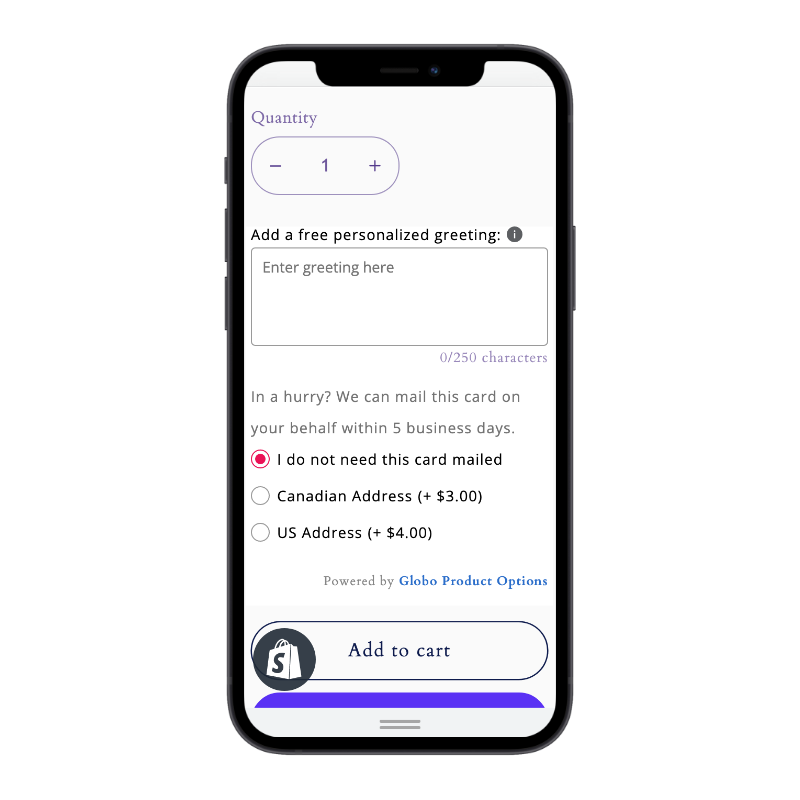 Quantity
− 1 +
Add a free personalized greeting: i
Enter greeting here
0/250 characters
In a hurry? We can mail this card on
your behalf within 5 business days.
I do not need this card mailed
Canadian Address (+ $3.00)
US Address (+ $4.00)
Powered by Globo Product Options
Add to cart
S